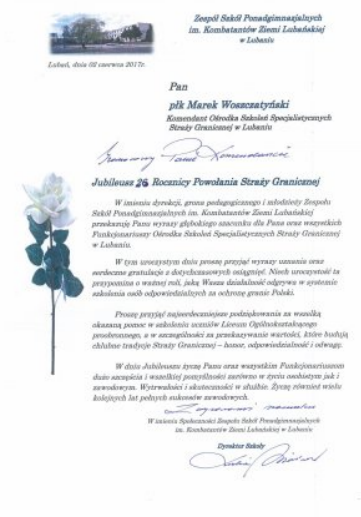 Zespół Szkół Ponadgimnazjalnych
im. Kombatantów Ziemi Lubańskiej
w Lubaniu
Lubań, dnia 02 czerwca 2017r.
Pan
płk Marek Woszczatyński
Komendant Ośrodka Szkoleń Specjalistycznych
Straży Granicznej w Lubaniu
Szanowny Panie Komendancie
Jubileusz 26 Rocznicy Powołania Straży Granicznej
W imieniu dyrekcji, grona pedagogicznego i młodzieży Zespołu
Szkół Ponadgimnazjalnych im. Kombatantów Ziemi Lubańskiej
przekazuję Panu wyrazy głębokiego szacunku dla Pana oraz wszystkich
Funkcjonariuszy Ośrodka Szkoleń Specjalistycznych Straży Granicznej
w Lubaniu.
W tym uroczystym dniu proszę przyjąć wyrazy uznania oraz
serdeczne gratulacje z dotychczasowych osiągnięć. Niech uroczystość ta
przypomina o ważnej roli, jaką Wasza działalność odgrywa w systemie
szkolenia osób odpowiedzialnych za ochronę granic Polski.
Proszę przyjąć najserdeczniejsze podziękowania za wszelką
okazaną pomoc w szkoleniu uczniów Liceum Ogólnokształcącego
proobronnego, a w szczególności za przekazywanie wartości, które budują
chlubne tradycje Straży Granicznej – honor, odpowiedzialność i odwagę.
W dniu Jubileuszu życzę Panu oraz wszystkim Funkcjonariuszom
dużo szczęścia i wszelkiej pomyślności zarówno w życiu osobistym jak i
zawodowym. Wytrwałości i skuteczności w służbie. Życzę również wielu
kolejnych lat pełnych sukcesów zawodowych.
Z wyrazami szacunku
W imieniu Społeczności Zespołu Szkół Ponadgimnazjalnych
im. Kombatantów Ziemi Lubańskiej w Lubaniu
Dyrektor Szkoły